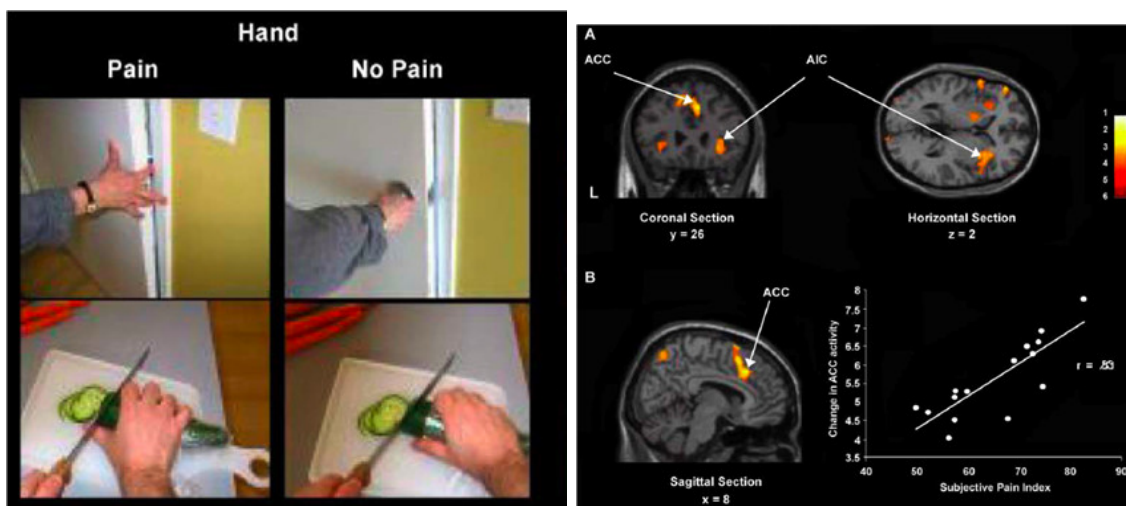 Hand
Pain
No Pain
A
ACC
AIC
1
2
3
4
5
6
L
Coronal Section
y = 26
Horizontal Section
z = 2
B
ACC
Sagittal Section
x = 8
Change in ACC activity
8
7.5
7
6.5
6
5.5
5
4.5
4
3.5
r = .83
40
50
60
70
80
90
Subjective Pain Index